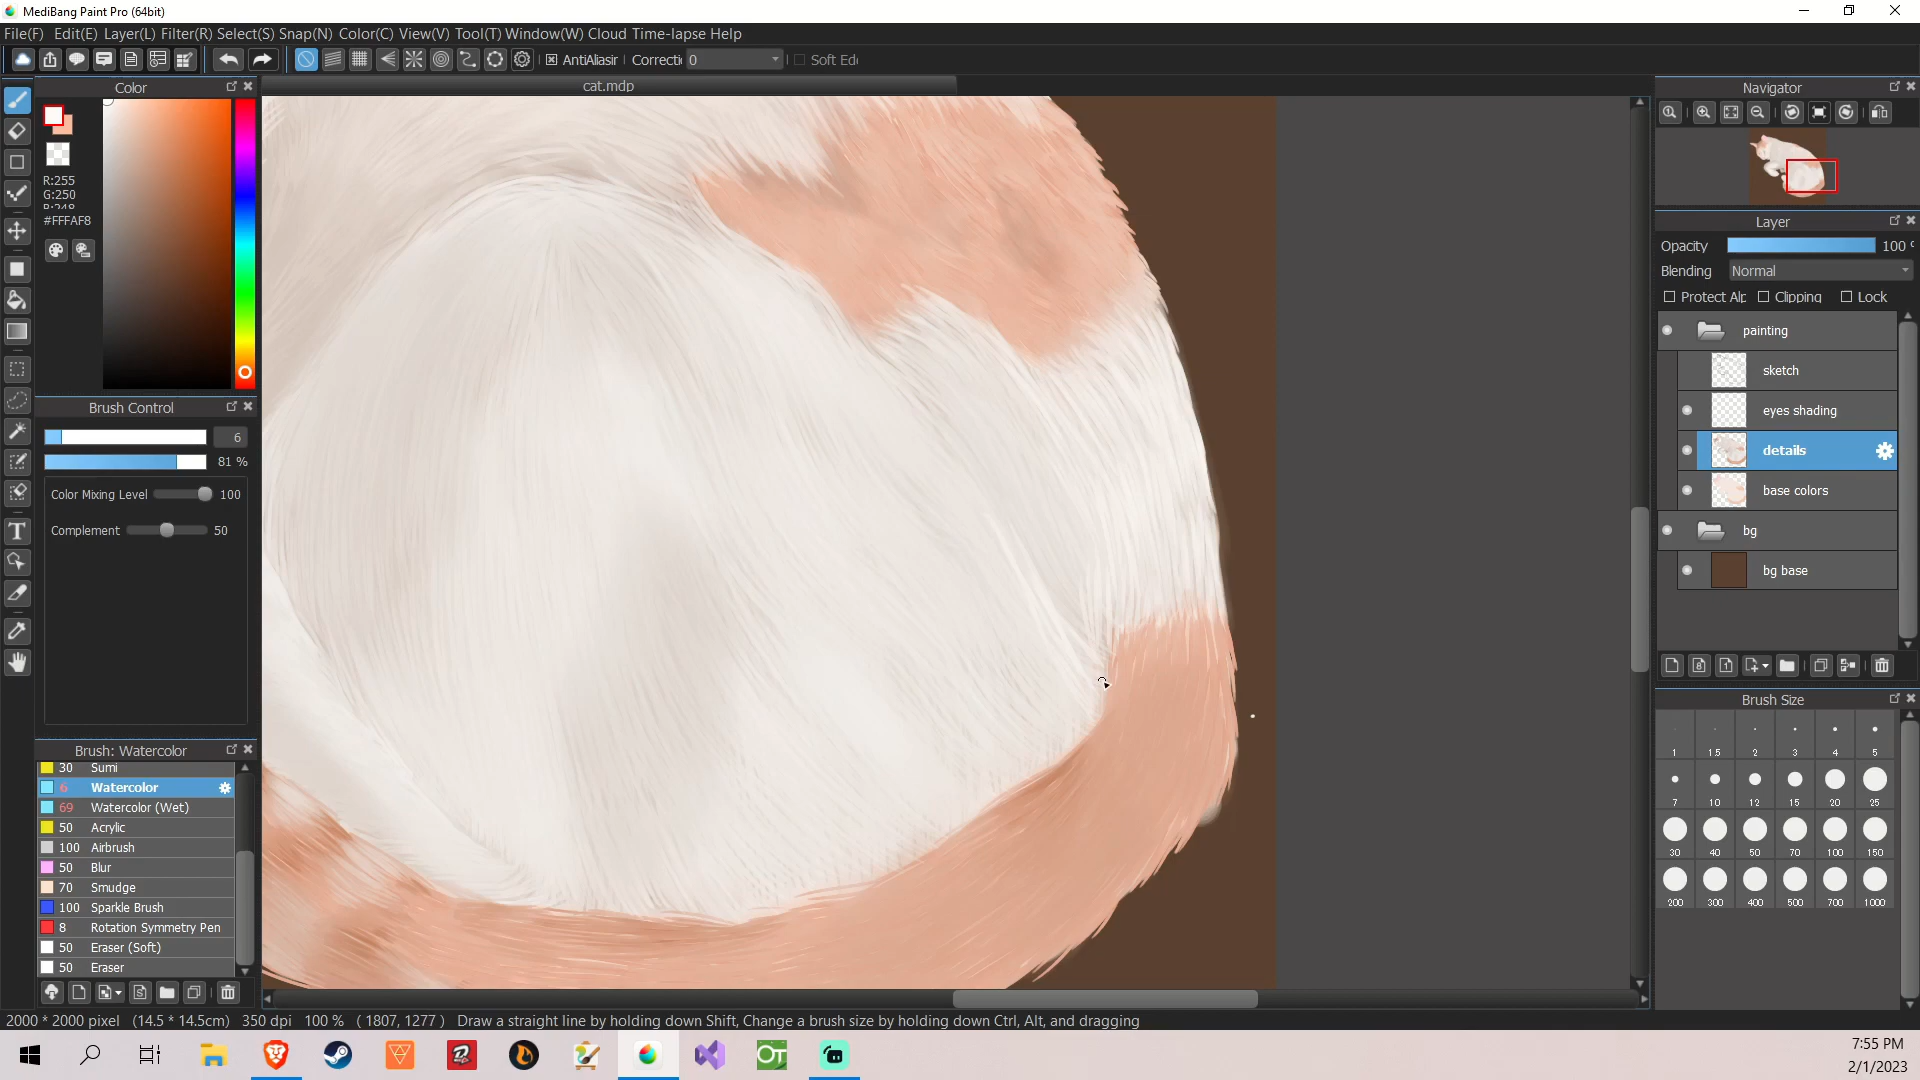 MediBang Paint Pro (64bit)
File(F) Edit(E) Layer(L) Filter(R) Select(S) Snap(N) Color(C) View(V) Tool(T) Window(W) Cloud Time-lapse Help
AntiAliasin Correcti 0 Soft Ed
Color
cat.mdp
Navigator
R:255
G:250
B:248
#FFFAF8
Layer
Opacity 100
Blending Normal
Protect Alp Clipping Lock
painting
sketch
eyes shading
details
base colors
bg
bg base
Brush Control
6
81 %
Color Mixing Level 100
Complement 50
Brush: Watercolor
30 Sumi
6 Watercolor
69 Watercolor (Wet)
50 Acrylic
100 Airbrush
50 Blur
70 Smudge
100 Sparkle Brush
8 Rotation Symmetry Pen
50 Eraser (Soft)
50 Eraser
Brush Size
1 1.5 2 3 4 5
7 10 12 15 20 25
30 40 50 70 100 150
200 300 400 500 700 1000
2000 * 2000 pixel (14.5 * 14.5cm) 350 dpi 100 % ( 1807, 1277 ) Draw a straight line by holding down Shift, Change a brush size by holding down Ctrl, Alt, and dragging
OT
7:55 PM
2/1/2023